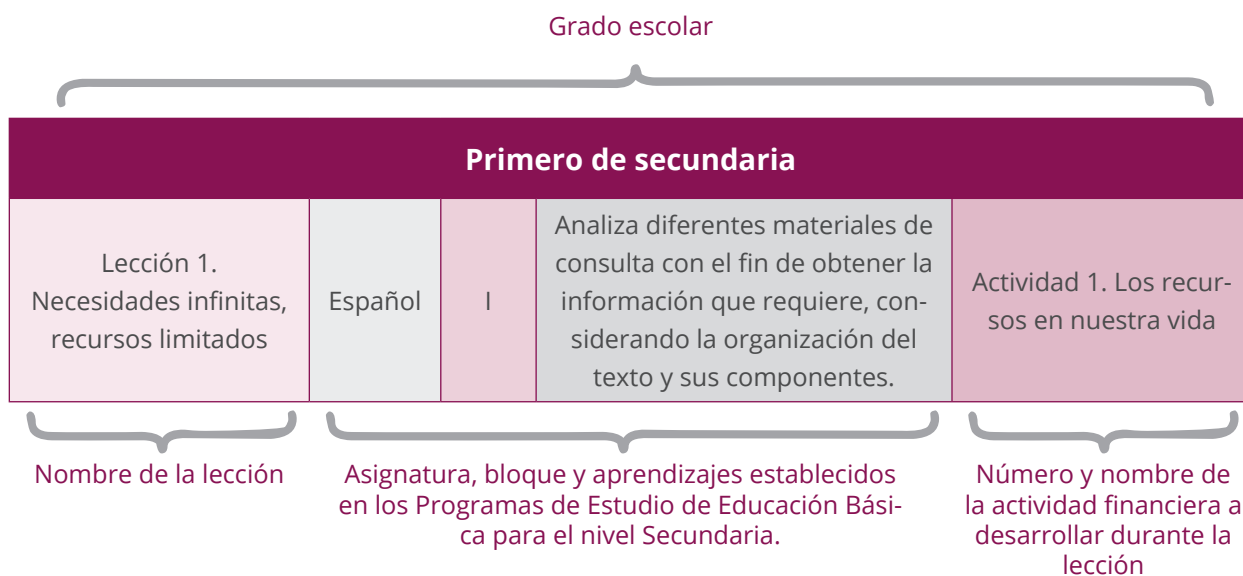 Grado escolar
Primero de secundaria
Lección 1.
Necesidades infinitas,
recursos limitados
Español
I
Analiza diferentes materiales de
consulta con el fin de obtener la
información que requiere, con-
siderando la organización del
texto y sus componentes.
Actividad 1. Los recur-
sos en nuestra vida
Nombre de la lección
Asignatura, bloque y aprendizajes establecidos
en los Programas de Estudio de Educación Bási-
ca para el nivel Secundaria.
Número y nombre de
la actividad financiera a
desarrollar durante la
lección